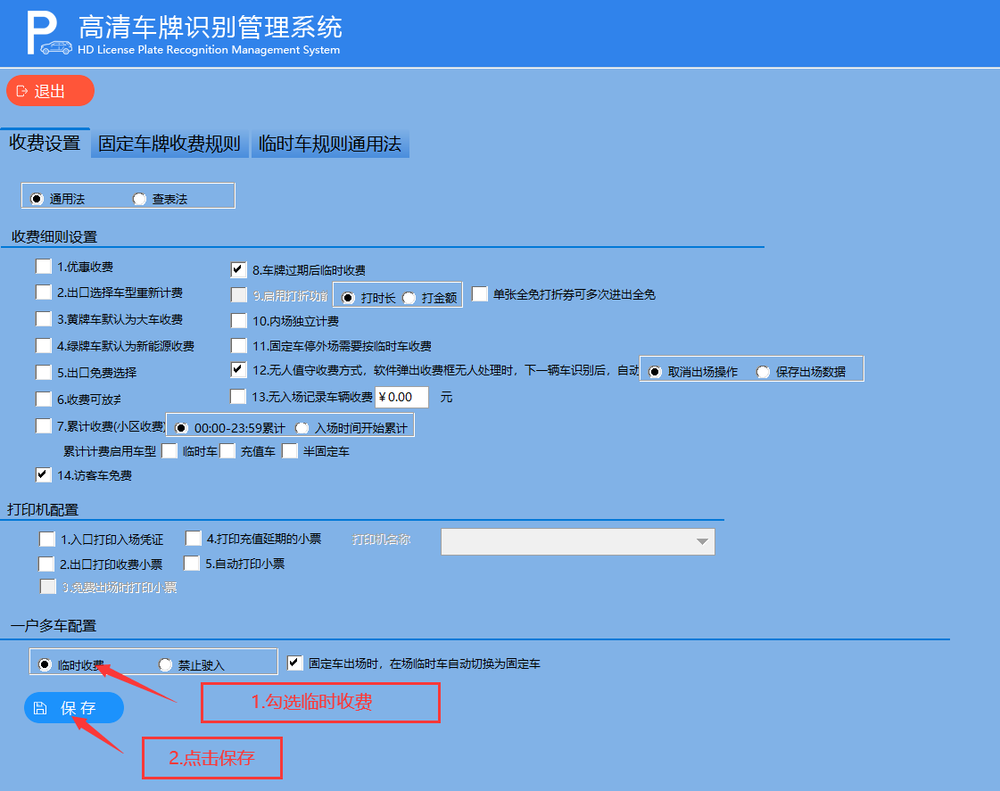 高清车牌识别管理系统
HD License Plate Recognition Management System
退出
收费设置 固定车牌收费规则 临时车规则通用法
通用法 查表法
收费细则设置
1.优惠收费 8.车牌过期后临时收费
2.出口选择车型重新计费 9.启用打折功能 打时长 打金额 单张全免打折券可多次进出全免
3.黄牌车默认为大车收费 10.内场独立计费
4.绿牌车默认为新能源收费 11.固定车停外场需要按临时车收费
5.出口免费选择 12.无人值守收费方式，软件弹出收费框无人处理时，下一辆车识别后，自动 取消出场操作 保存出场数据
6.收费可放弃 13.无入场记录车辆收费 ¥0.00 元
7.累计收费(小区收费) 00:00-23:59累计 入场时间开始累计
累计计费启用车型 临时车 充值车 半固定车
14.访客车免费
打印机配置
1.入口打印入场凭证 4.打印充值延期的小票 打印机名称
2.出口打印收费小票 5.自动打印小票
3.免费出场时打印小票
一户多车配置
临时收费 禁止驶入 固定车出场时，在场临时车自动切换为固定车
1.勾选临时收费
保存
2.点击保存